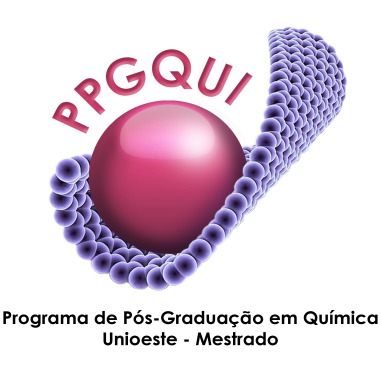 PPGQUI
Programa de Pós-Graduação em Química
Unioeste - Mestrado